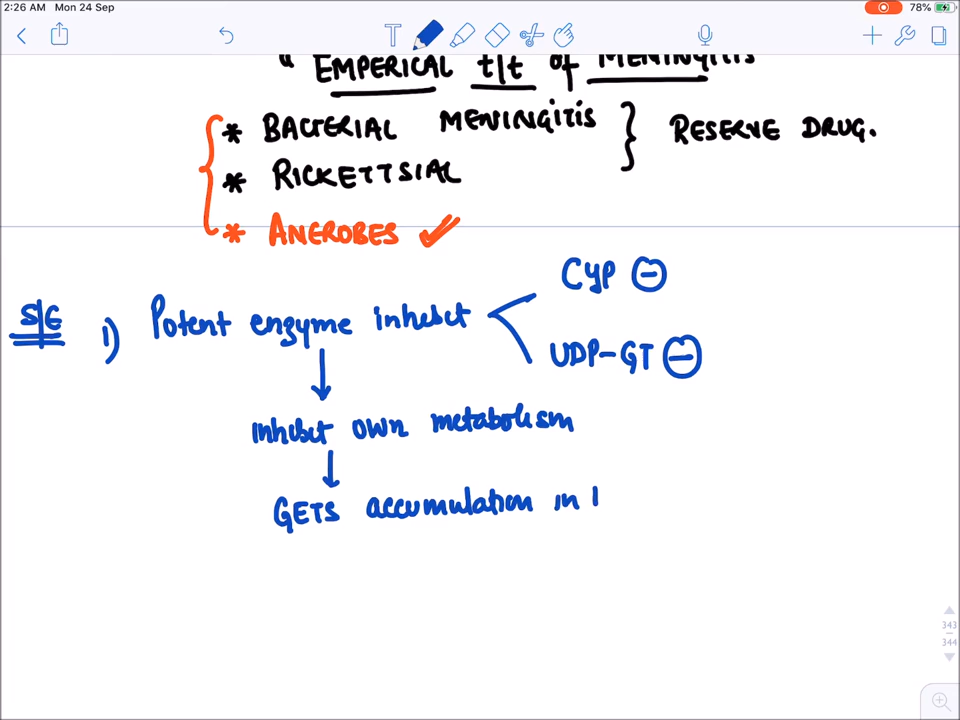 2:26 AM Mon 24 Sep 78%
T
EMPERICAL t/t of MENINGITIS
* BACTERIAL MENINGITIS } RESERVE DRUG.
* RICKETTSIAL
* ANEROBES ✓
CYP ⊖
S/E 1) Potent enzyme inhibit
UDP-GT ⊖
Inhibit own metabolism
GETS accumulation in
343
344